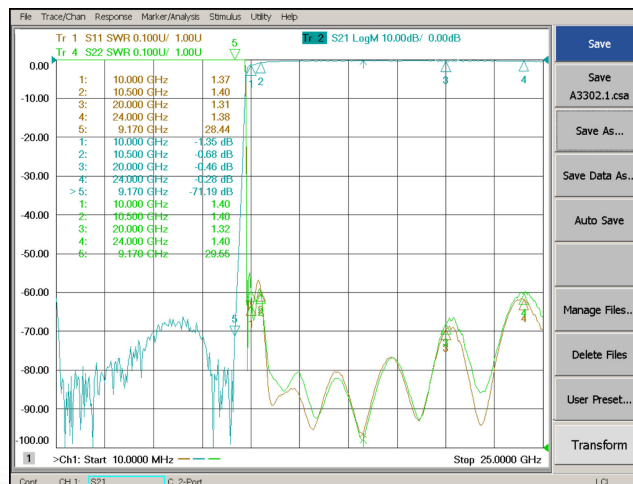 File Trace/Chan Response Marker/Analysis Stimulus Utility Help
Tr 1 S11 SWR 0.100U/ 1.00U
Tr 2 S21 LogM 10.00dB/ 0.00dB
Tr 4 S22 SWR 0.100U/ 1.00U
5
0.00
-10.00
-20.00
-30.00
-40.00
-50.00
-60.00
-70.00
-80.00
-90.00
-100.00
1: 10.000 GHz 1.37
2: 10.500 GHz 1.40
3: 20.000 GHz 1.31
4: 24.000 GHz 1.38
5: 9.170 GHz 28.44
1: 10.000 GHz -1.35 dB
2: 10.500 GHz -0.68 dB
3: 20.000 GHz -0.46 dB
4: 24.000 GHz -0.28 dB
> 5: 9.170 GHz -71.19 dB
1: 10.000 GHz 1.40
2: 10.500 GHz 1.40
3: 20.000 GHz 1.32
4: 24.000 GHz 1.40
5: 9.170 GHz 29.55
1 2 3 4
5
1 2 3 4
3 4
1 >Ch1: Start 10.0000 MHz
Stop 25.0000 GHz
Cont. CH 1: S21 C 2-Port LCL
Save
Save
A3302.1.csa
Save As...
Save Data As..
Auto Save
Manage Files..
Delete Files
User Preset...
Transform